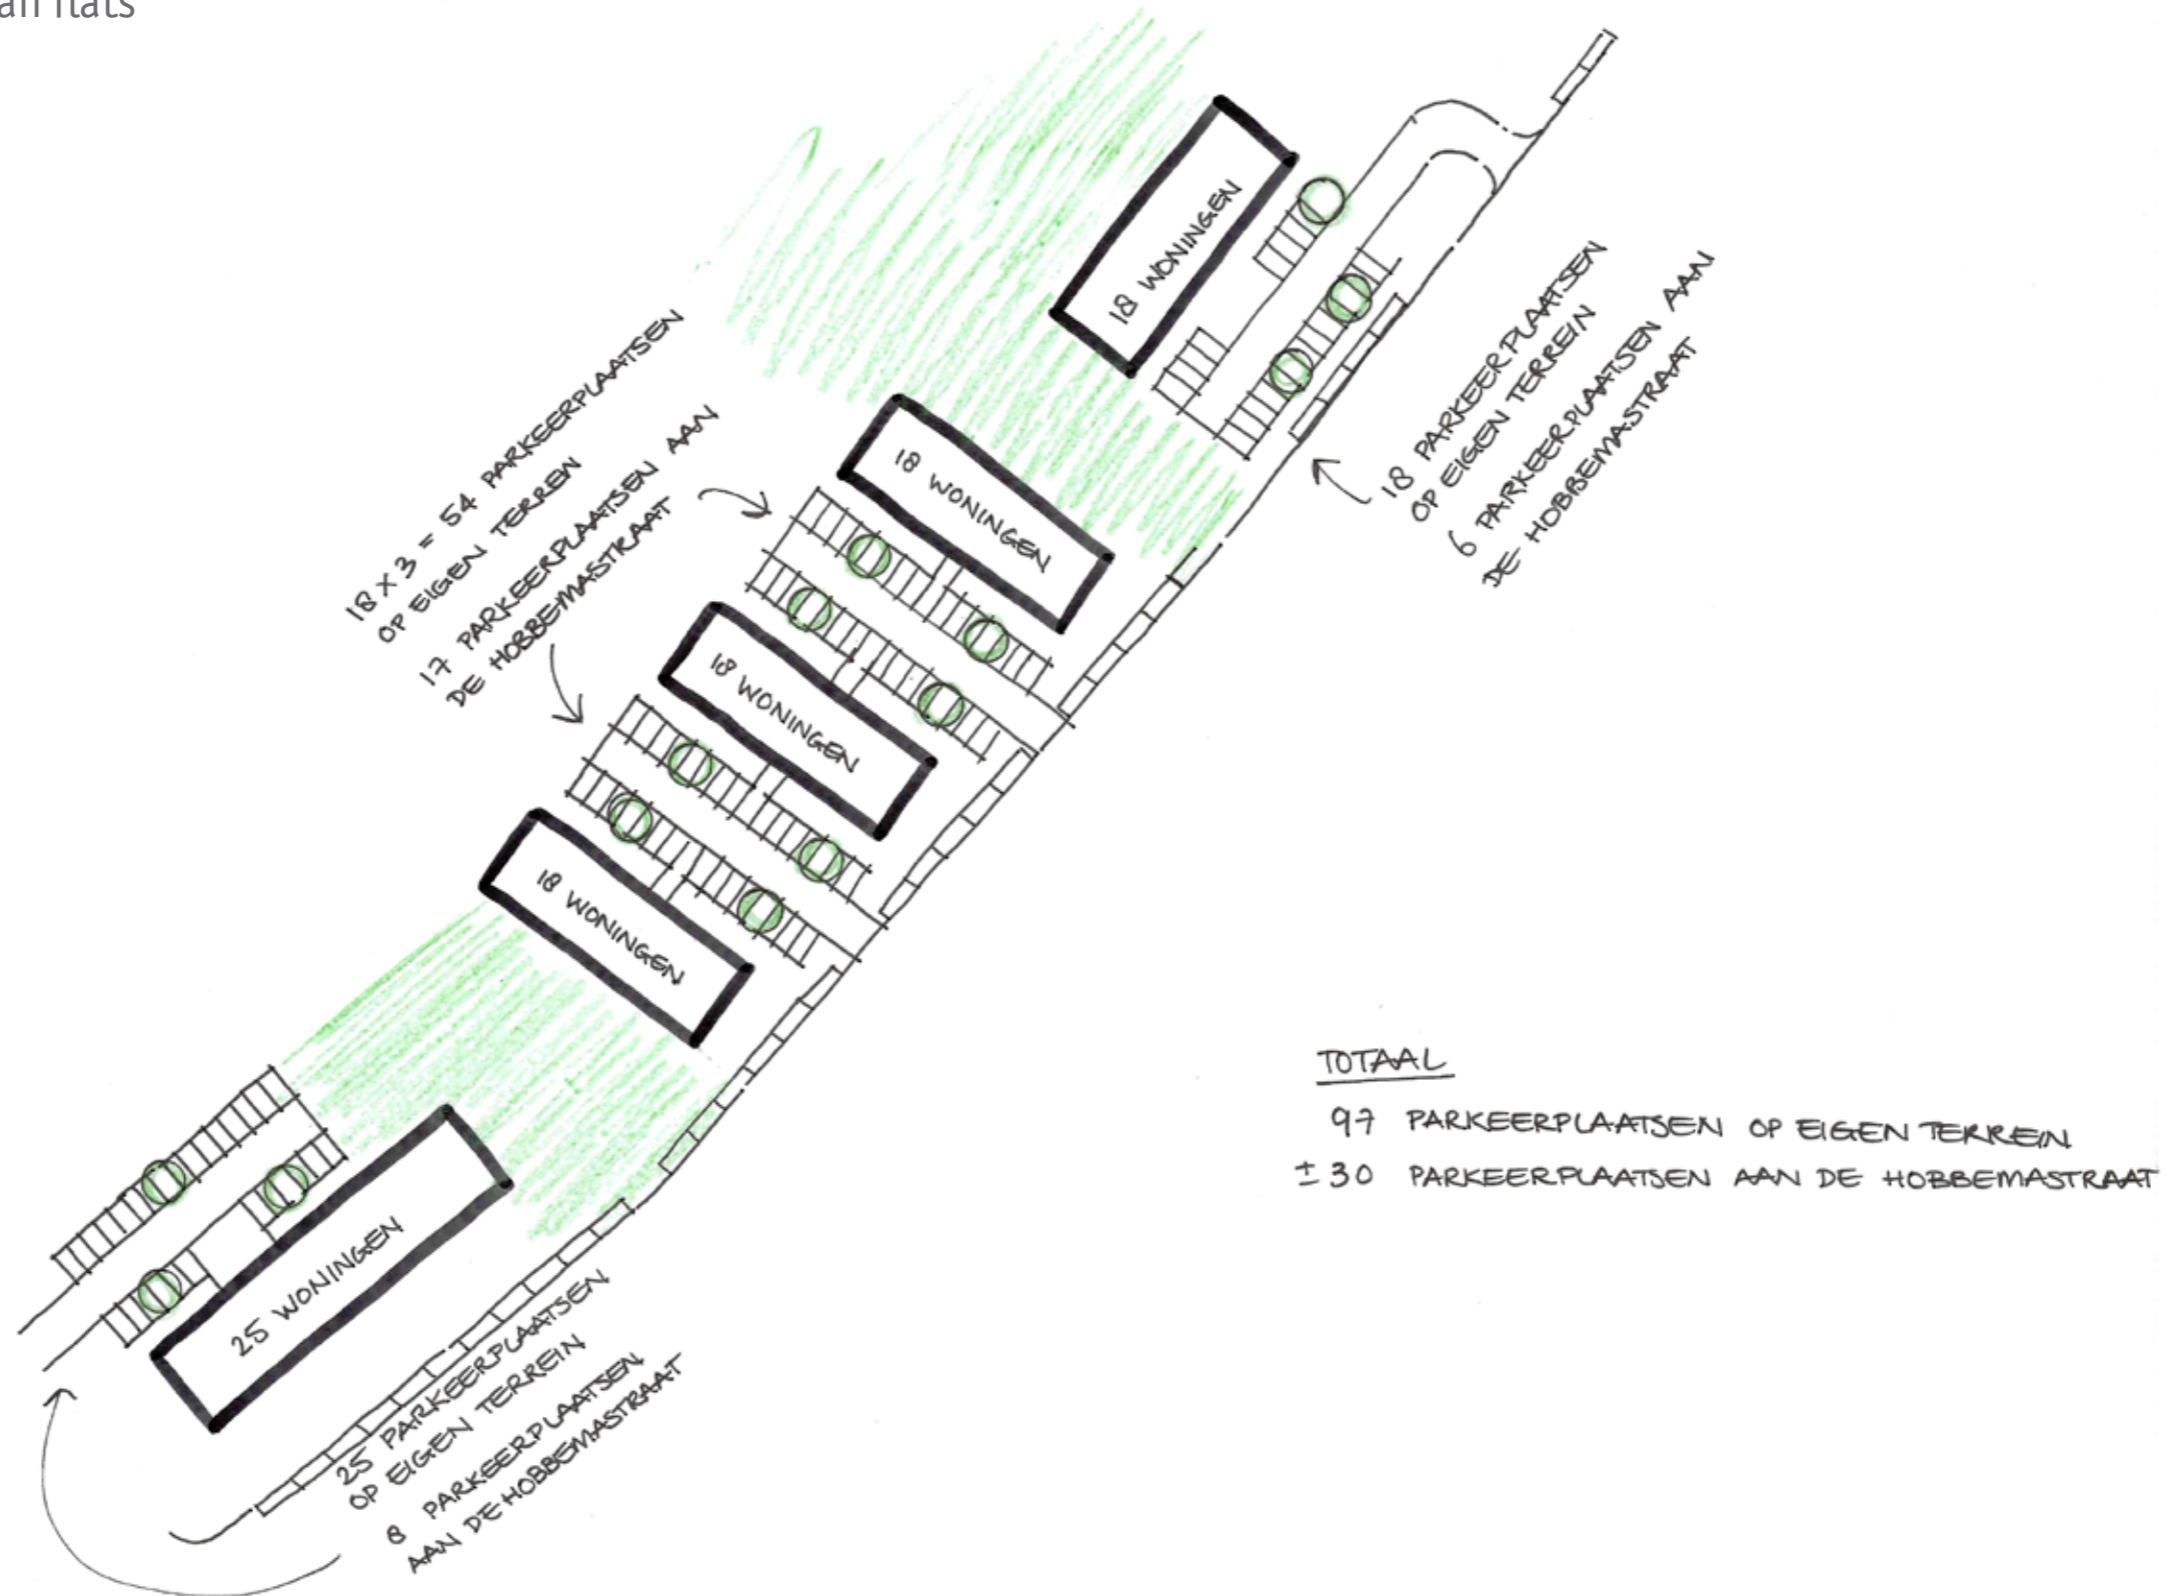 an flats
18 WONINGEN
18 PARKEERPLAATSEN
OP EIGEN TERREIN
6 PARKEERPLAATSEN AAN
DE HOBBEMASTRAAT
18 X 3 = 54 PARKEERPLAATSEN
OP EIGEN TERREN
17 PARKEERPLAATSEN AAN
DE HOBBEMASTRAAT
18 WONINGEN
18 WONINGEN
18 WONINGEN
25 WONINGEN
25 PARKEERPLAATSEN
OP EIGEN TERREIN
8 PARKEERPLAATSEN
AAN DE HOBBEMASTRAAT
TOTAAL
97 PARKEERPLAATSEN OP EIGEN TERREIN
± 30 PARKEERPLAATSEN AAN DE HOBBEMASTRAAT